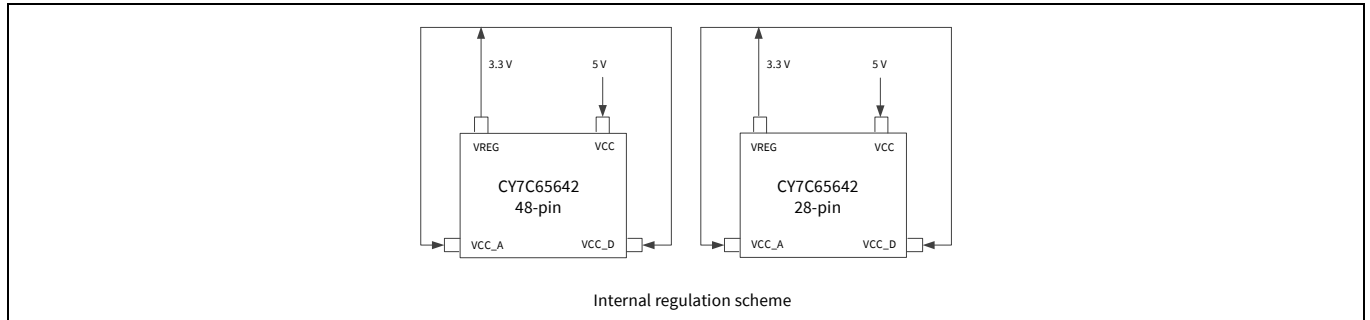 3.3 V
5 V
VREG
VCC
CY7C65642
48-pin
VCC_A
VCC_D
3.3 V
5 V
VREG
VCC
CY7C65642
28-pin
VCC_A
VCC_D
Internal regulation scheme